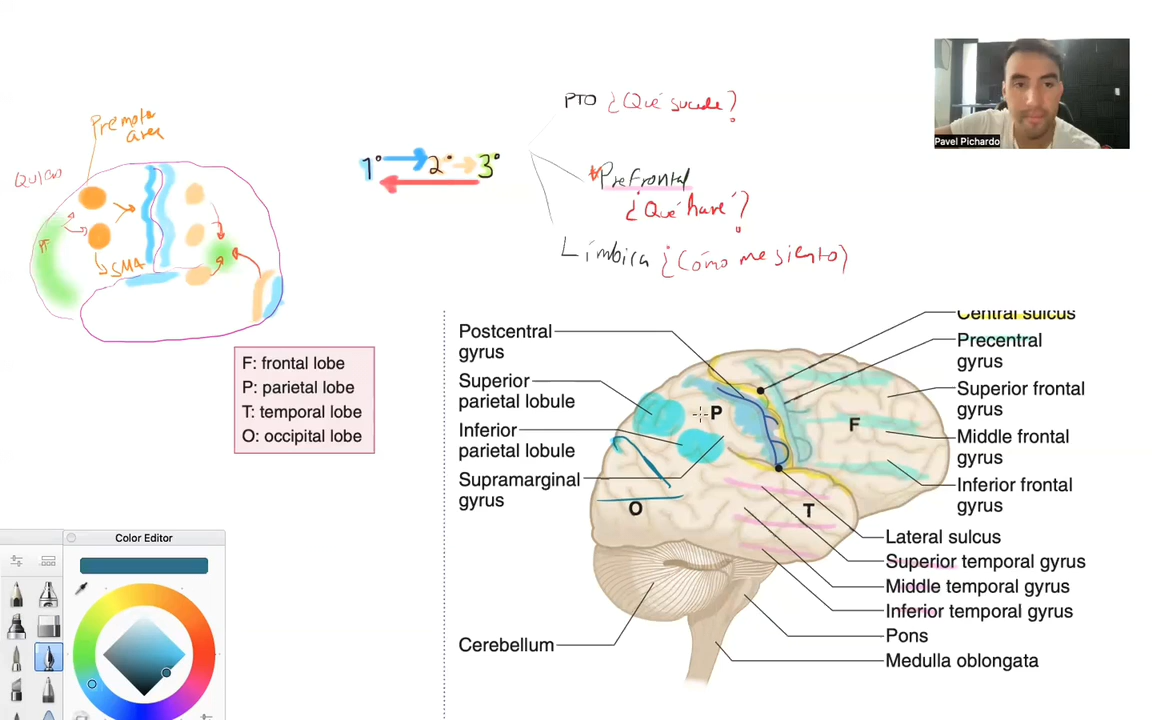 Premotor
área
SMA
1° 2° 3°
PTO ¿Qué sucede?
*Prefrontal
¿Qué haré?
Límbica ¿Cómo me siento)
Pavel Pichardo
F: frontal lobe
P: parietal lobe
T: temporal lobe
O: occipital lobe
Postcentral
gyrus
Superior
parietal lobule
Inferior
parietal lobule
Supramarginal
gyrus
Cerebellum
P
F
O
T
Central sulcus
Precentral
gyrus
Superior frontal
gyrus
Middle frontal
gyrus
Inferior frontal
gyrus
Lateral sulcus
Superior temporal gyrus
Middle temporal gyrus
Inferior temporal gyrus
Pons
Medulla oblongata
Color Editor